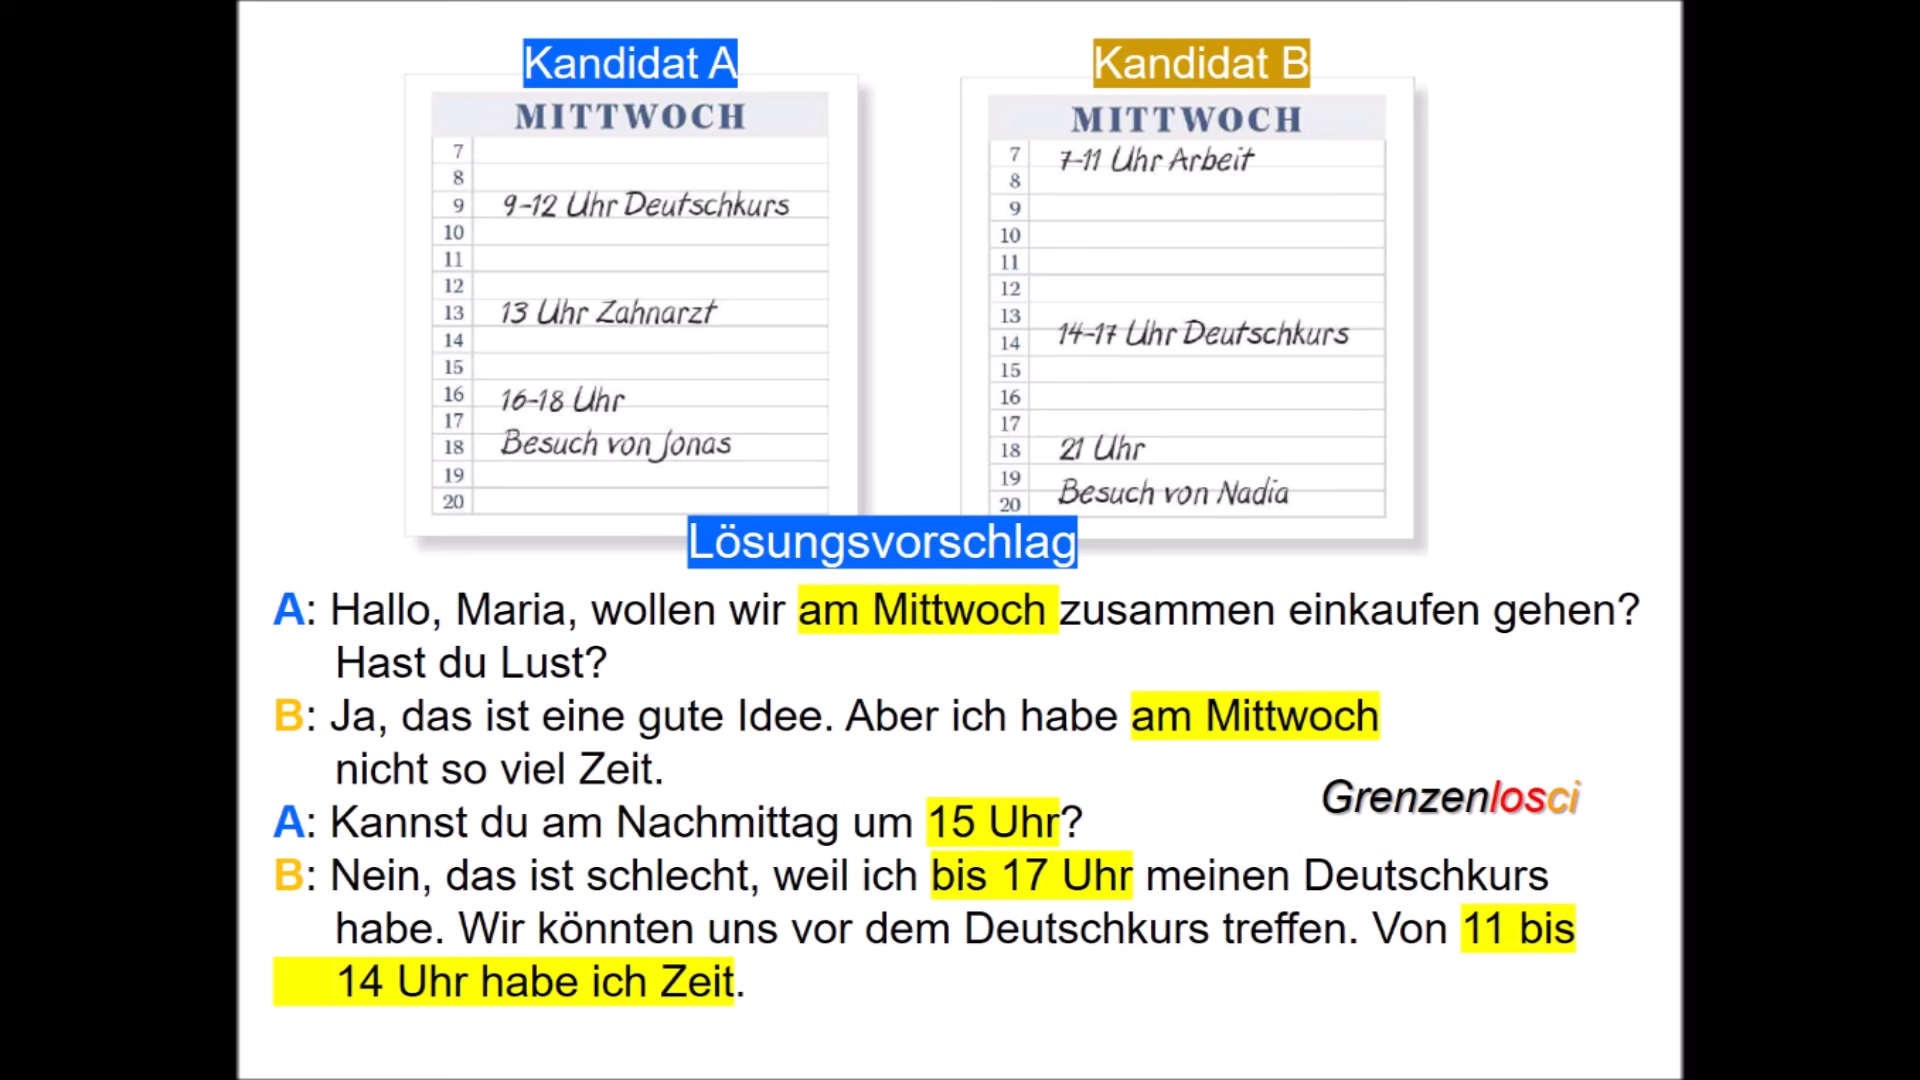 Kandidat A
MITTWOCH
7
8
9 9-12 Uhr Deutschkurs
10
11
12
13 13 Uhr Zahnarzt
14
15
16 16-18 Uhr
17
18 Besuch von Jonas
19
20
Kandidat B
MITTWOCH
7 7-11 Uhr Arbeit
8
9
10
11
12
13
14 14-17 Uhr Deutschkurs
15
16
17
18 21 Uhr
19
20 Besuch von Nadia
Lösungsvorschlag
A: Hallo, Maria, wollen wir am Mittwoch zusammen einkaufen gehen?
Hast du Lust?
B: Ja, das ist eine gute Idee. Aber ich habe am Mittwoch
nicht so viel Zeit.
Grenzenlosci
A: Kannst du am Nachmittag um 15 Uhr?
B: Nein, das ist schlecht, weil ich bis 17 Uhr meinen Deutschkurs
habe. Wir könnten uns vor dem Deutschkurs treffen. Von 11 bis
14 Uhr habe ich Zeit.